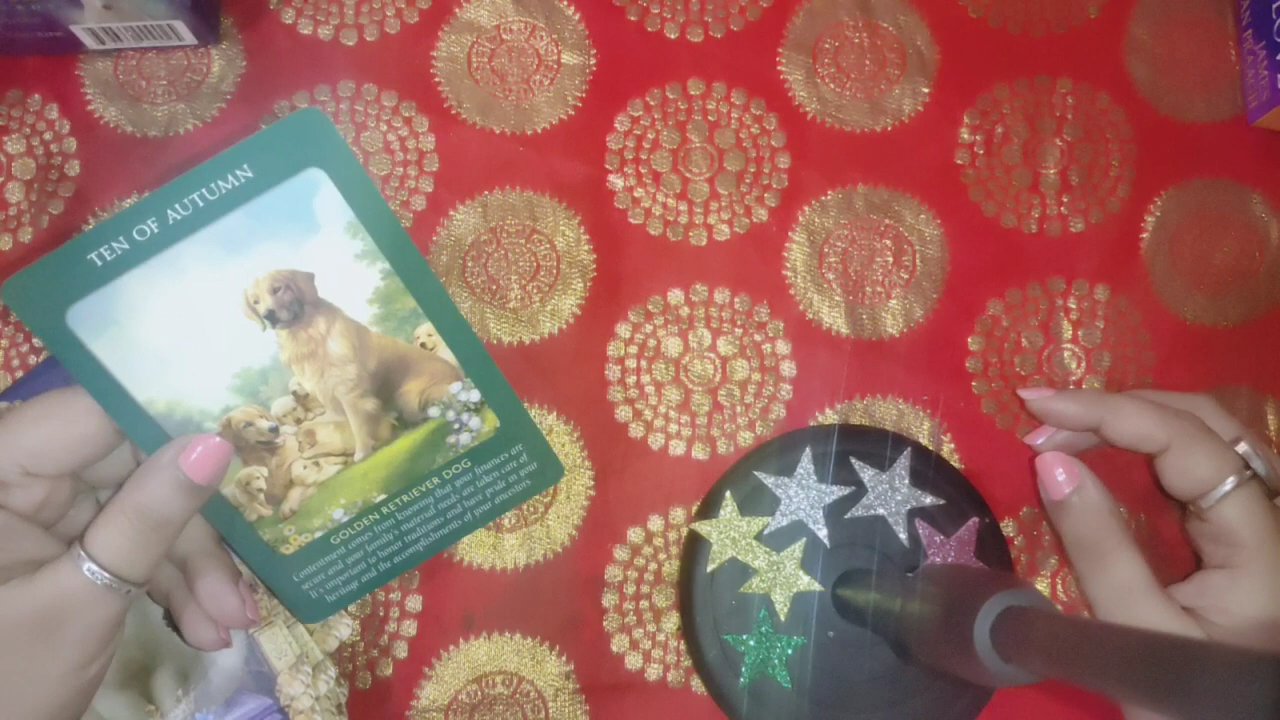 TEN OF AUTUMN
GOLDEN RETRIEVER DOG
Contentment comes from knowing that your finances are
secure and your family's material needs are taken care of
It's important to honor traditions and have pride in your
heritage and the accomplishments of your ancestors.